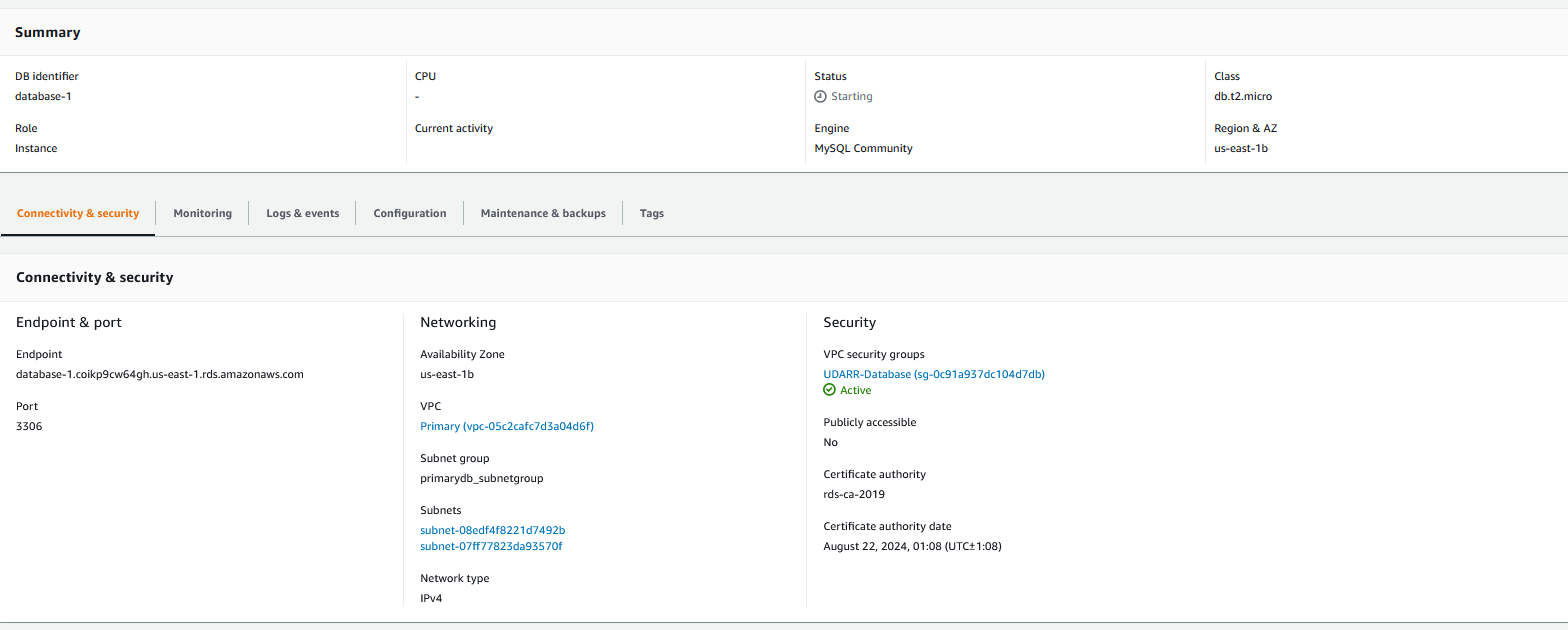 Summary
DB identifier
database-1
Role
Instance
CPU
-
Current activity
Status
Starting
Engine
MySQL Community
Class
db.t2.micro
Region & AZ
us-east-1b
Connectivity & security
Monitoring
Logs & events
Configuration
Maintenance & backups
Tags
Connectivity & security
Endpoint & port
Endpoint
database-1.coikp9cw64gh.us-east-1.rds.amazonaws.com
Port
3306
Networking
Availability Zone
us-east-1b
VPC
Primary (vpc-05c2cafc7d3a04d6f)
Subnet group
primarydb_subnetgroup
Subnets
subnet-08edf4f8221d7492b
subnet-07ff77823da93570f
Network type
IPv4
Security
VPC security groups
UDARR-Database (sg-0c91a937dc104d7db)
Active
Publicly accessible
No
Certificate authority
rds-ca-2019
Certificate authority date
August 22, 2024, 01:08 (UTC±1:08)